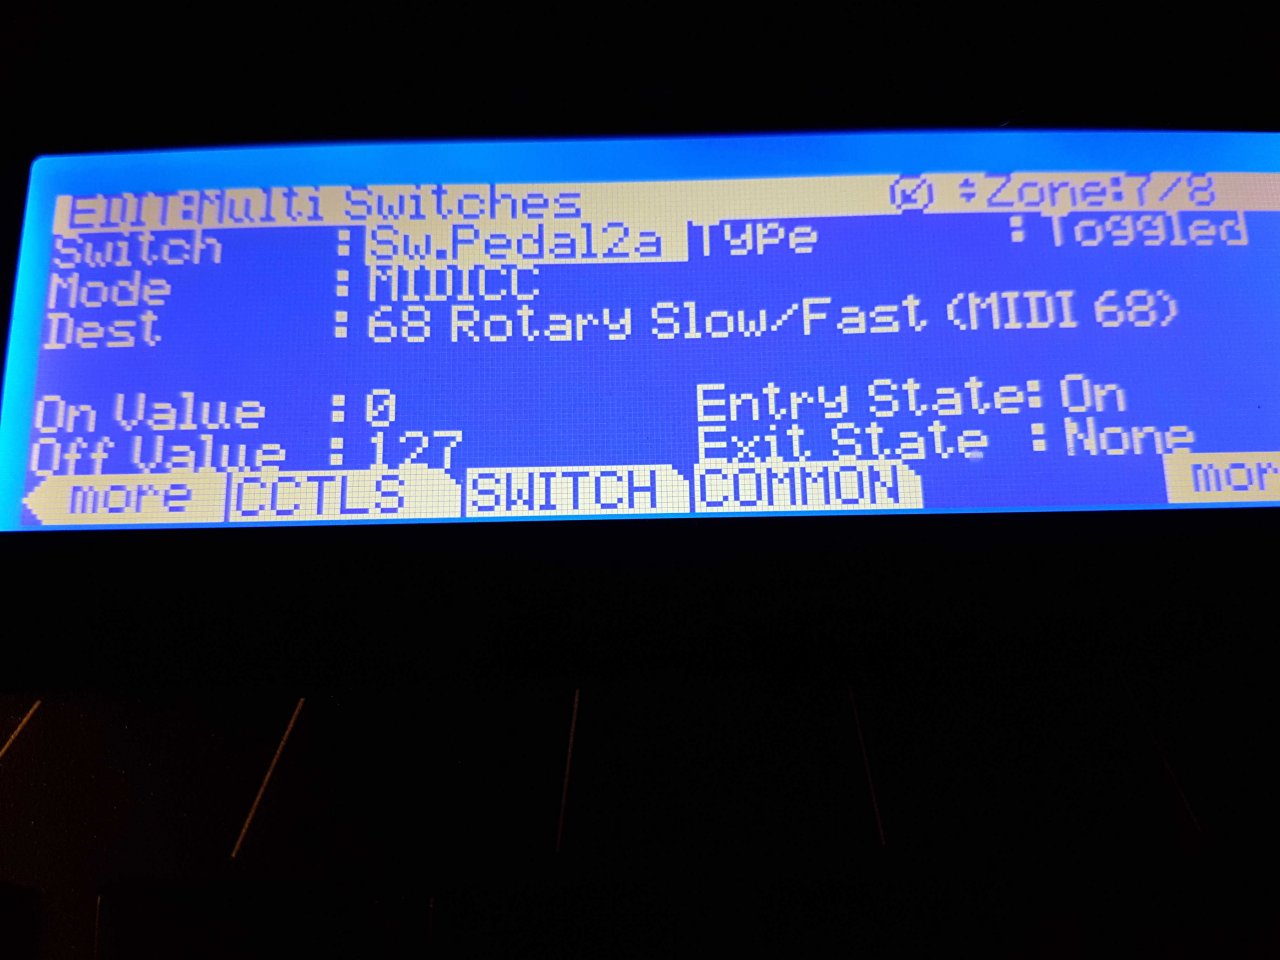 EDIT:Multi Switches Zone:7/8
Switch :Sw.Pedal2a Type :Toggled
Mode :MIDICC
Dest :68 Rotary Slow/Fast (MIDI 68)
On Value :0 Entry State:On
Off Value :127 Exit State :None
more CCTLS SWITCH COMMON